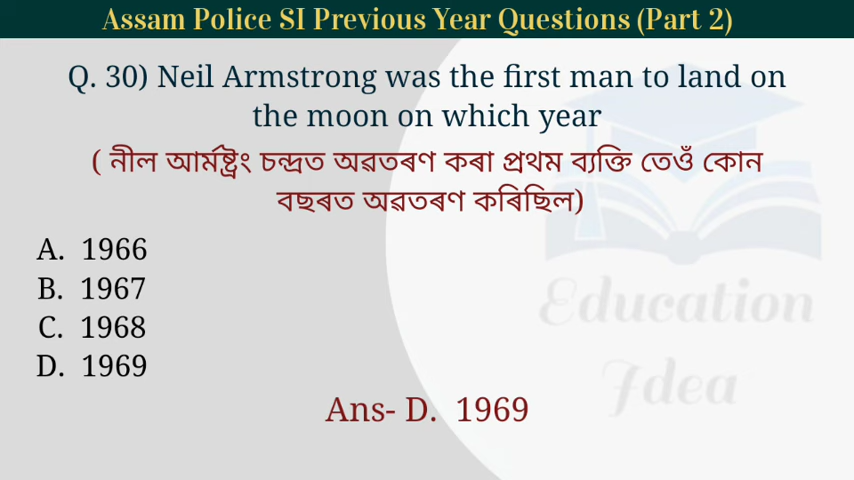 Assam Police SI Previous Year Questions (Part 2)
Q. 30) Neil Armstrong was the first man to land on
the moon on which year
( নীল আৰ্মষ্ট্ৰং চন্দ্ৰত অৱতৰণ কৰা প্ৰথম ব্যক্তি তেওঁ কোন
বছৰত অৱতৰণ কৰিছিল)
A. 1966
B. 1967
C. 1968
D. 1969
Ans- D. 1969
Education
Idea